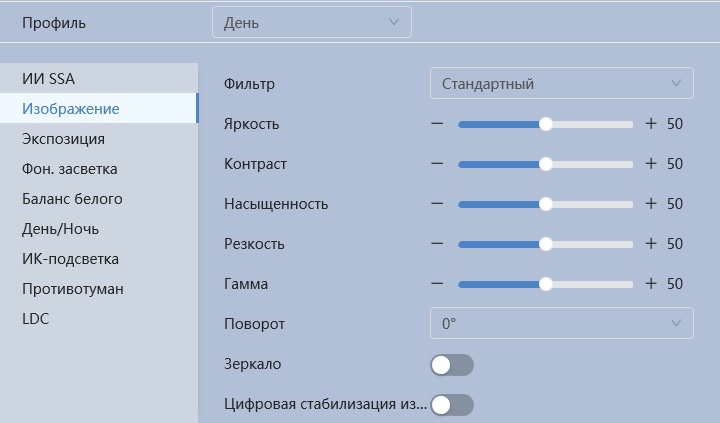 Профиль День
ИИ SSA
Изображение
Экспозиция
Фон. засветка
Баланс белого
День/Ночь
ИК-подсветка
Противотуман
LDC
Фильтр Стандартный
Яркость − + 50
Контраст − + 50
Насыщенность − + 50
Резкость − + 50
Гамма − + 50
Поворот 0°
Зеркало
Цифровая стабилизация из...